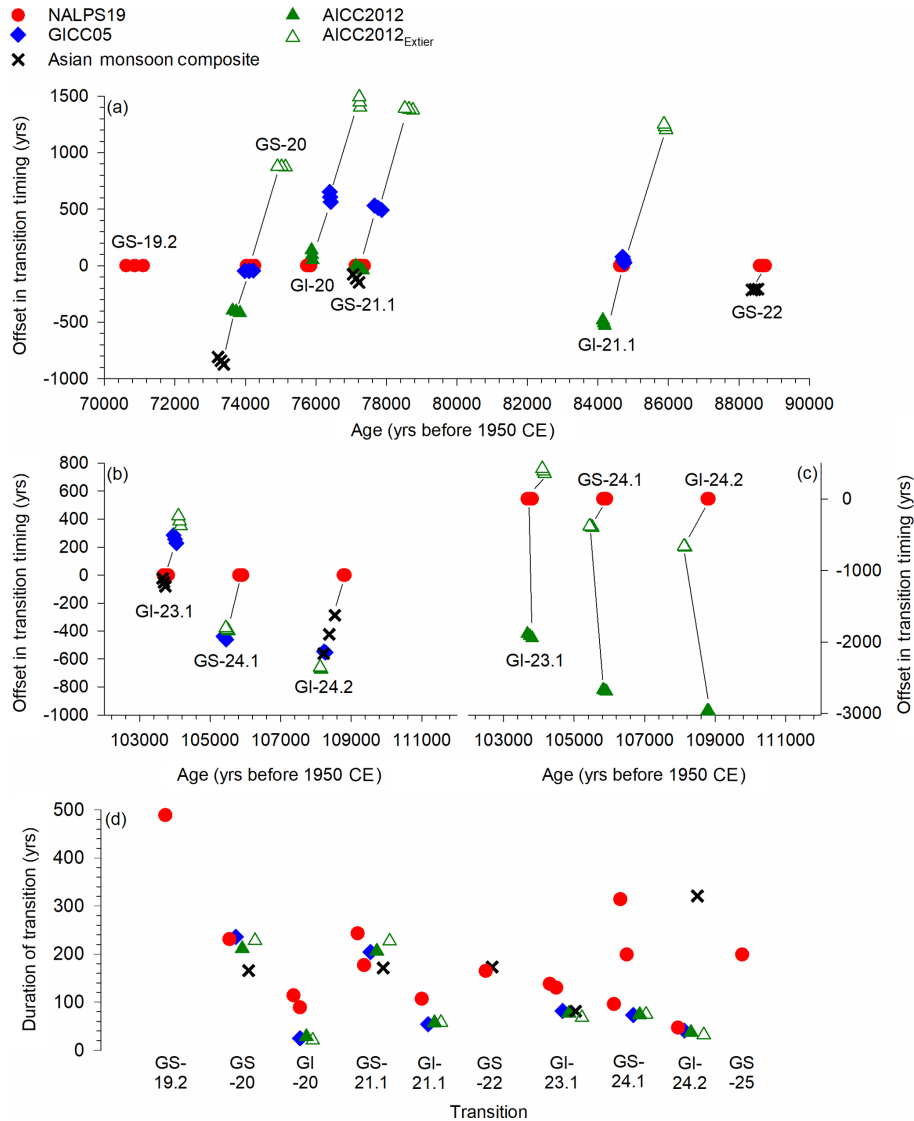 NALPS19
GICC05
Asian monsoon composite
AICC2012
AICC2012Extier
(a)
Offset in transition timing (yrs)
1500
1000
500
0
-500
-1000
GS-19.2
GS-20
GI-20
GS-21.1
GI-21.1
GS-22
70000 72000 74000 76000 78000 80000 82000 84000 86000 88000 90000
Age (yrs before 1950 CE)
(b)
Offset in transition timing (yrs)
800
600
400
200
0
-200
-400
-600
-800
-1000
GI-23.1
GS-24.1
GI-24.2
103000 105000 107000 109000 111000
Age (yrs before 1950 CE)
(c)
GS-24.1
GI-24.2
GI-23.1
0
-1000
-2000
-3000
Offset in transition timing (yrs)
103000 105000 107000 109000 111000
Age (yrs before 1950 CE)
(d)
Duration of transition (yrs)
500
400
300
200
100
0
GS-
19.2
GS
-20
GI
-20
GS-
21.1
GI-
21.1
GS
-22
GI-
23.1
GS-
24.1
GI-
24.2
GS
-25
Transition